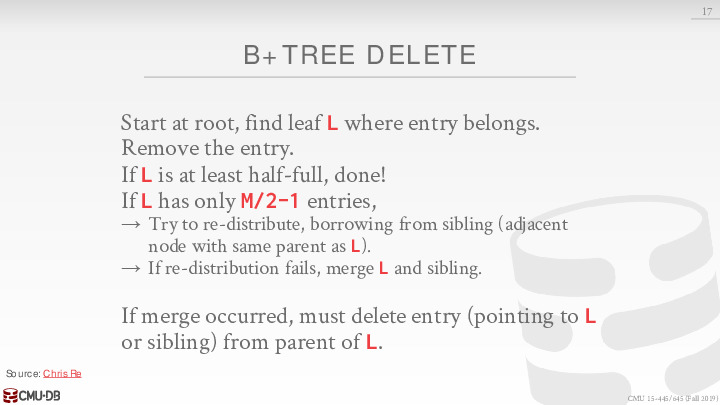 17
B+TREE DELETE
Start at root, find leaf L where entry belongs.
Remove the entry.
If L is at least half-full, done!
If L has only M/2-1 entries,
→ Try to re-distribute, borrowing from sibling (adjacent
node with same parent as L).
→ If re-distribution fails, merge L and sibling.
If merge occurred, must delete entry (pointing to L
or sibling) from parent of L.
Source: Chris Re
CMU·DB
CMU 15-445/645 (Fall 2019)